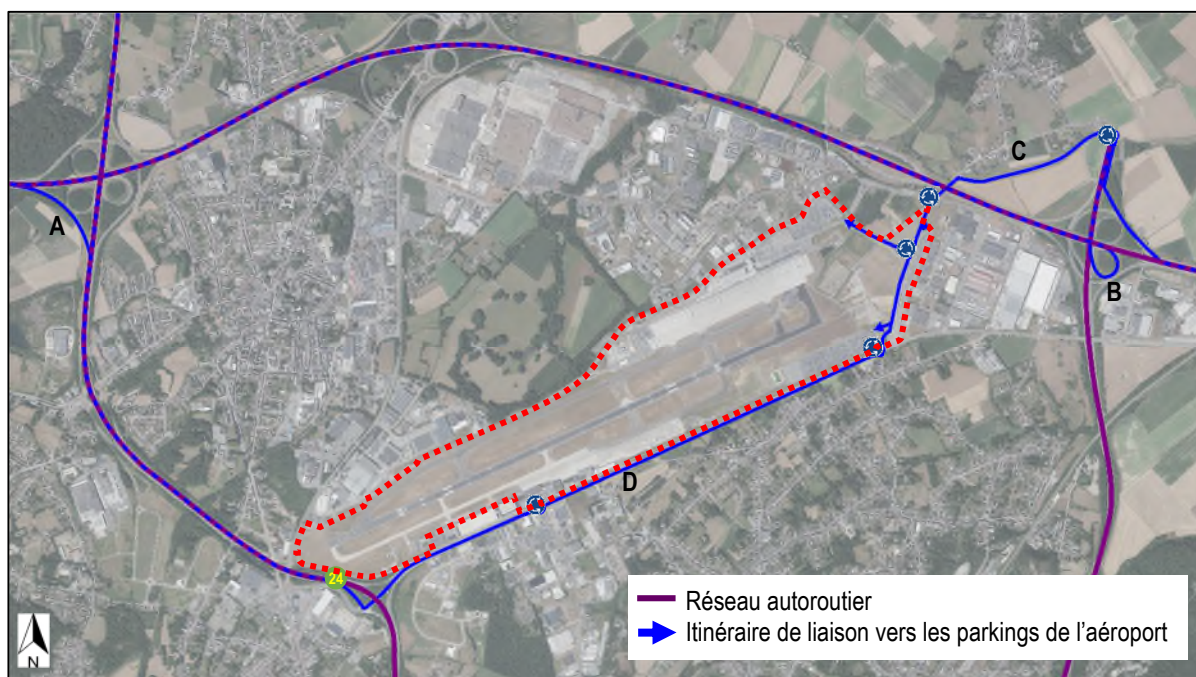 C
A
B
D
24
Réseau autoroutier
Itinéraire de liaison vers les parkings de l’aéroport
N